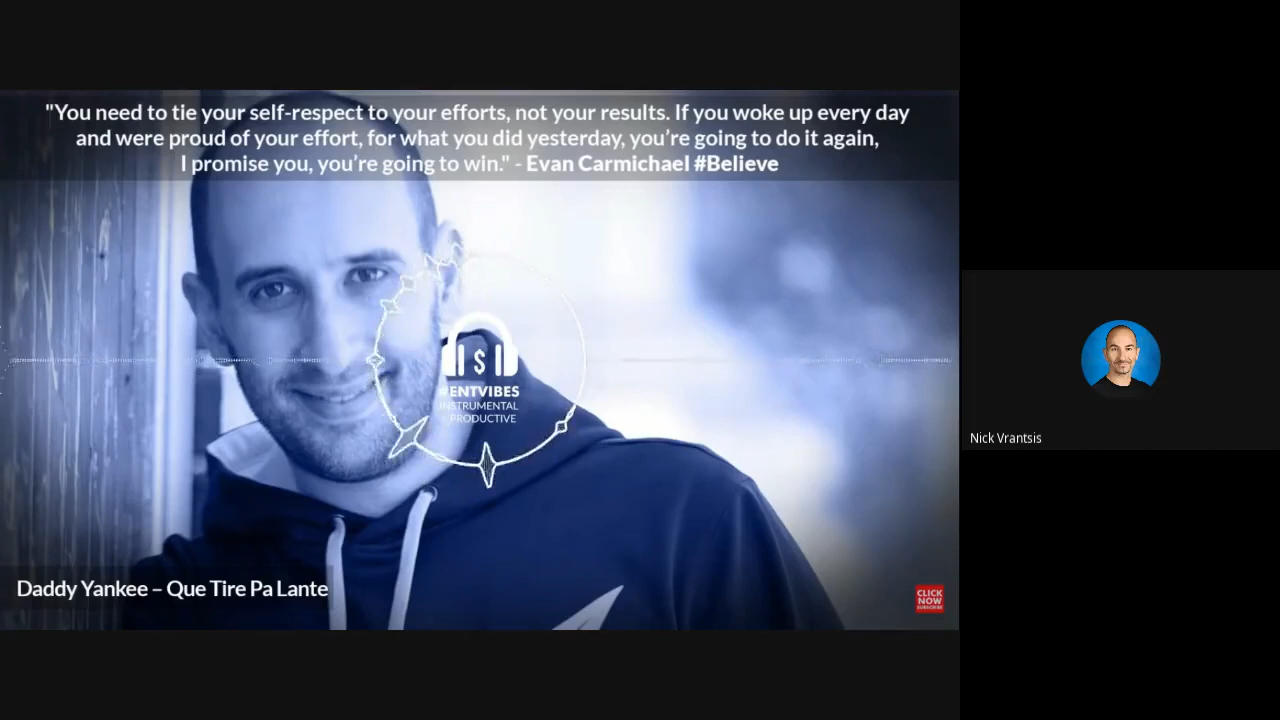 "You need to tie your self-respect to your efforts, not your results. If you woke up every day
and were proud of your effort, for what you did yesterday, you're going to do it again,
I promise you, you're going to win." - Evan Carmichael #Believe
$
#ENTVIBES
INSTRUMENTAL
PRODUCTIVE
Nick Vrantsis
Daddy Yankee – Que Tire Pa Lante
CLICK
NOW
SUBSCRIBE